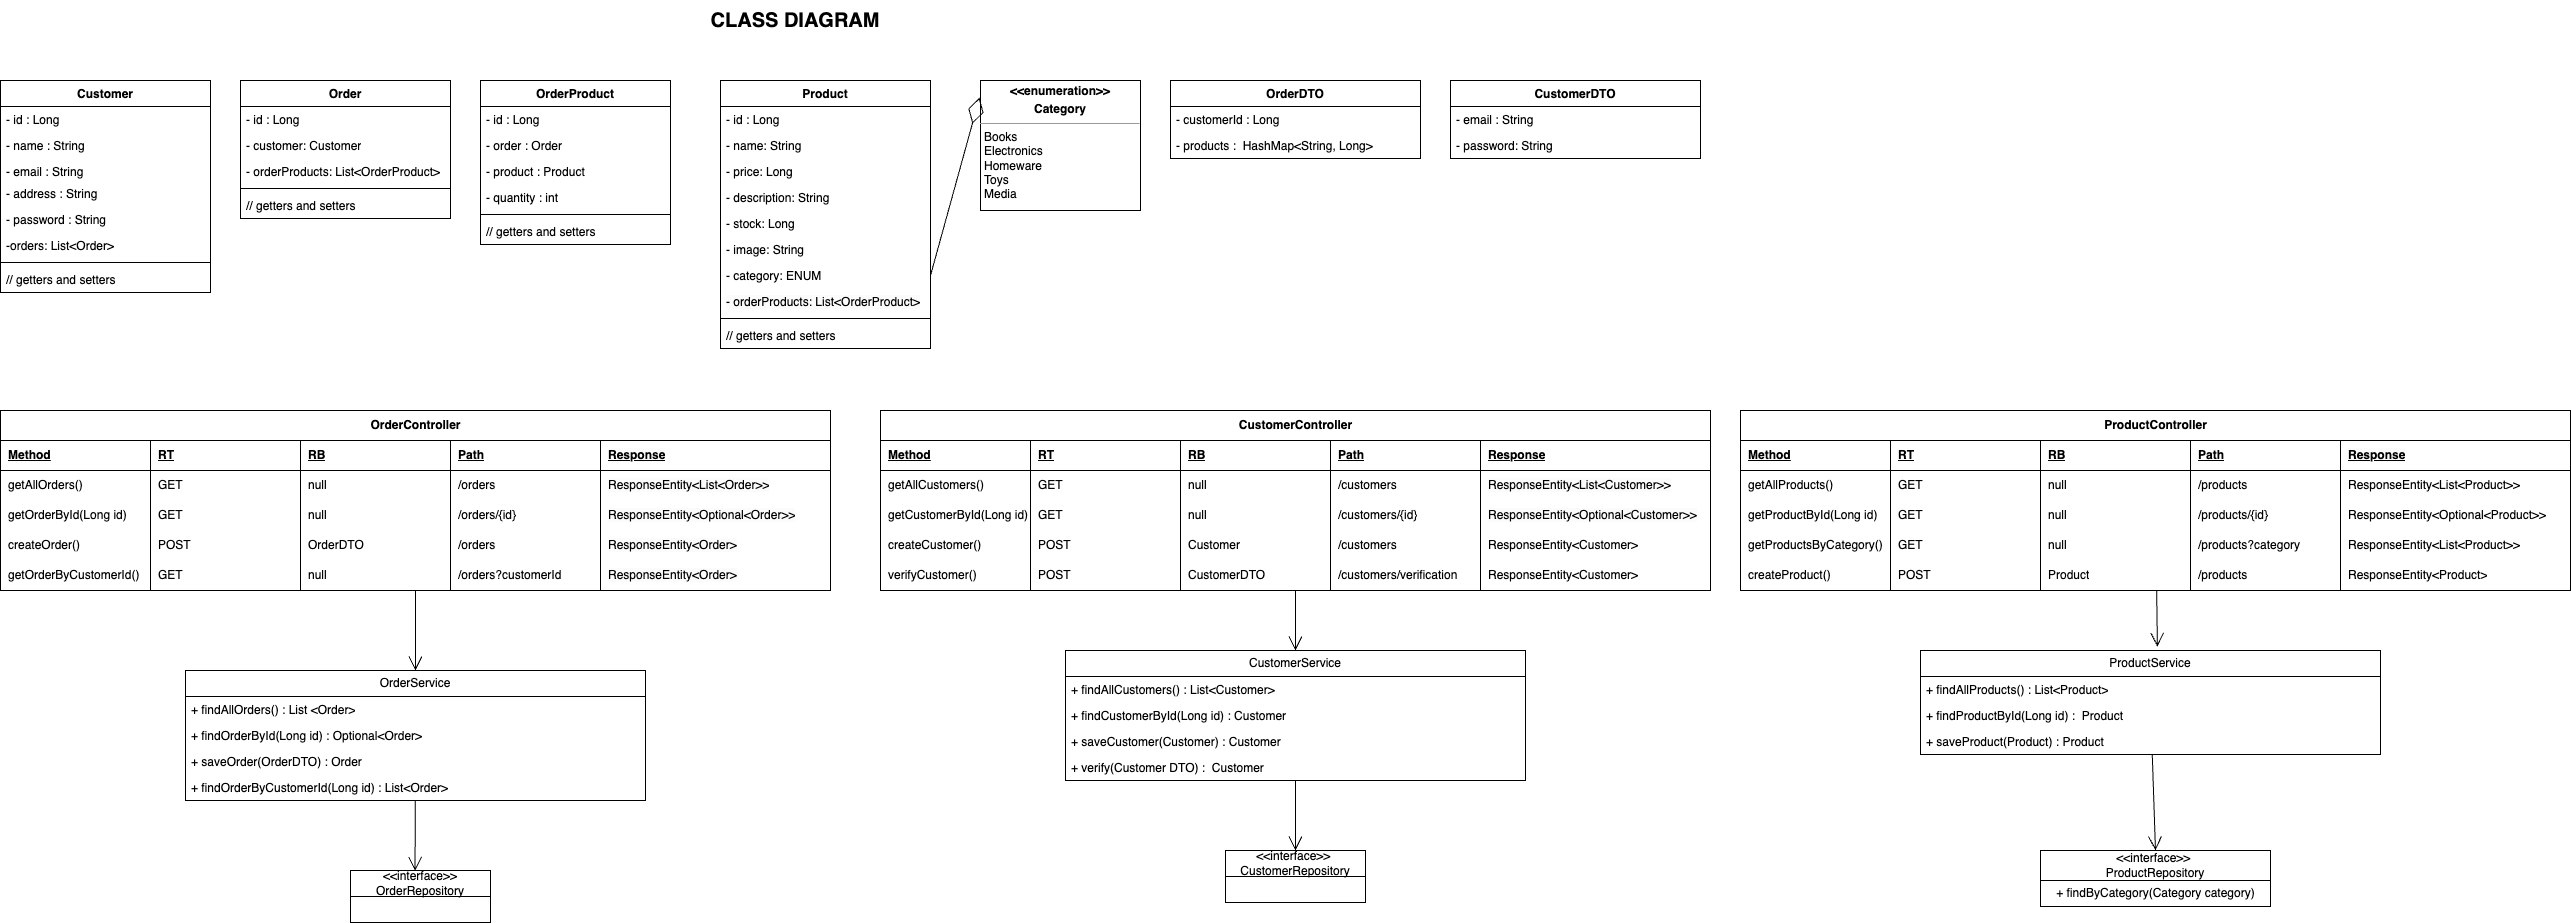 CLASS DIAGRAM
Customer
- id : Long
- name : String
- email : String
- address : String
- password : String
-orders: List<Order>
// getters and setters
Order
- id : Long
- customer: Customer
- orderProducts: List<OrderProduct>
// getters and setters
OrderProduct
- id : Long
- order : Order
- product : Product
- quantity : int
// getters and setters
Product
- id : Long
- name: String
- price: Long
- description: String
- stock: Long
- image: String
- category: ENUM
- orderProducts: List<OrderProduct>
// getters and setters
<<enumeration>>
Category
Books
Electronics
Homeware
Toys
Media
OrderDTO
- customerId : Long
- products :  HashMap<String, Long>
CustomerDTO
- email : String
- password: String
OrderController
Method RT RB Path Response
getAllOrders() GET null /orders ResponseEntity<List<Order>>
getOrderById(Long id) GET null /orders/{id} ResponseEntity<Optional<Order>>
createOrder() POST OrderDTO /orders ResponseEntity<Order>
getOrderByCustomerId() GET null /orders?customerId ResponseEntity<Order>
CustomerController
Method RT RB Path Response
getAllCustomers() GET null /customers ResponseEntity<List<Customer>>
getCustomerById(Long id) GET null /customers/{id} ResponseEntity<Optional<Customer>>
createCustomer() POST Customer /customers ResponseEntity<Customer>
verifyCustomer() POST CustomerDTO /customers/verification ResponseEntity<Customer>
ProductController
Method RT RB Path Response
getAllProducts() GET null /products ResponseEntity<List<Product>>
getProductById(Long id) GET null /products/{id} ResponseEntity<Optional<Product>>
getProductsByCategory() GET null /products?category ResponseEntity<List<Product>>
createProduct() POST Product /products ResponseEntity<Product>
OrderService
+ findAllOrders() : List <Order>
+ findOrderById(Long id) : Optional<Order>
+ saveOrder(OrderDTO) : Order
+ findOrderByCustomerId(Long id) : List<Order>
CustomerService
+ findAllCustomers() : List<Customer>
+ findCustomerById(Long id) : Customer
+ saveCustomer(Customer) : Customer
+ verify(Customer DTO) :  Customer
ProductService
+ findAllProducts() : List<Product>
+ findProductById(Long id) :  Product
+ saveProduct(Product) : Product
<<interface>>
OrderRepository
<<interface>>
CustomerRepository
<<interface>>
ProductRepository
+ findByCategory(Category category)